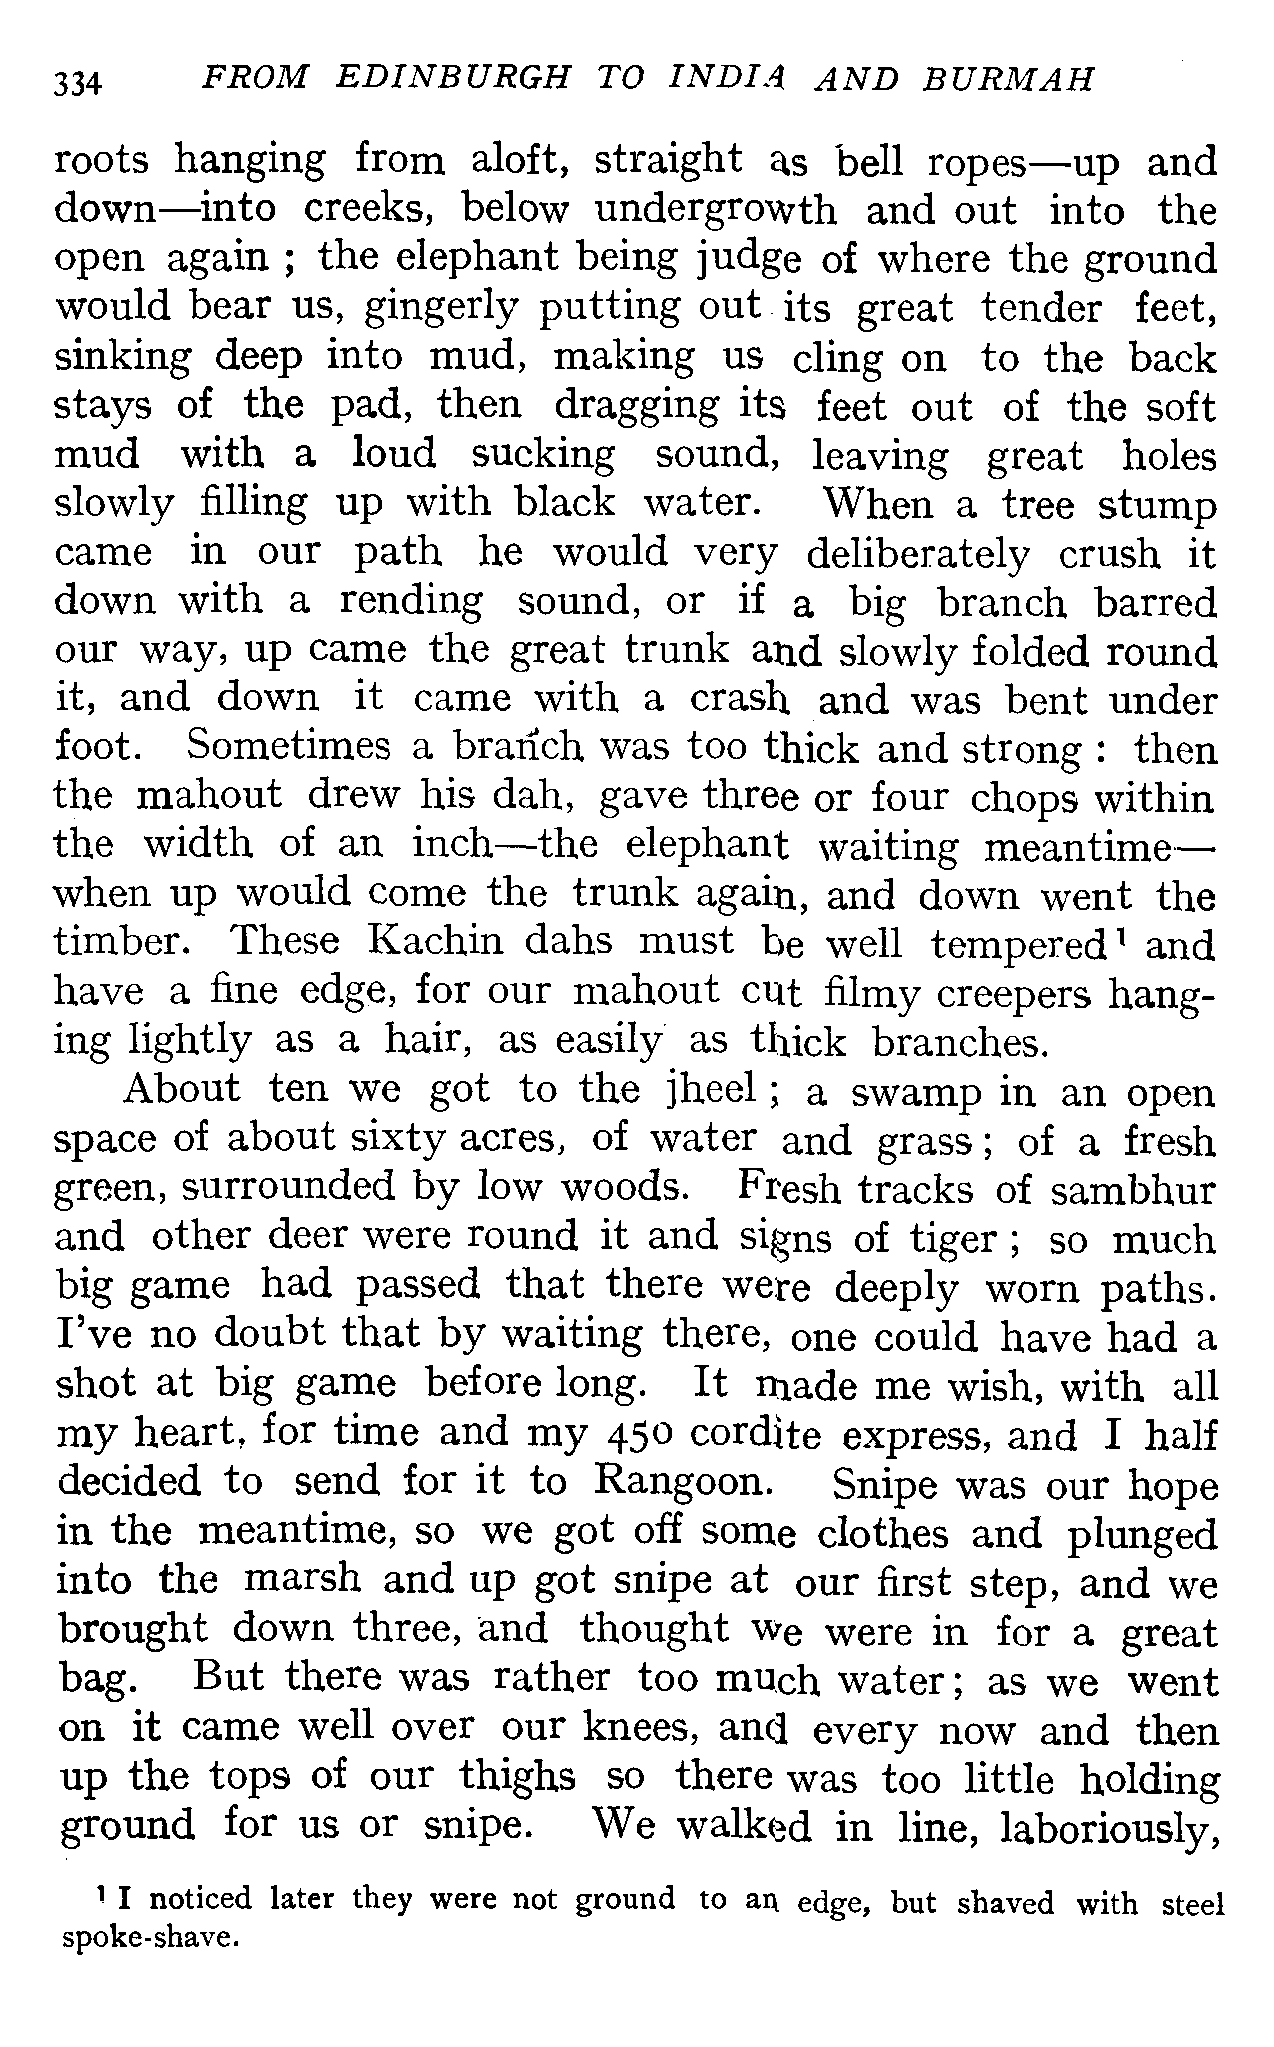 334 FROM EDINBURGH TO INDIA AND BURMAH
roots hanging from aloft, straight as bell ropes—up and
down—into creeks, below undergrowth and out into the
open again ; the elephant being judge of where the ground
would bear us, gingerly putting out its great tender feet,
sinking deep into mud, making us cling on to the back
stays of the pad, then dragging its feet out of the soft
mud with a loud sucking sound, leaving great holes
slowly filling up with black water. When a tree stump
came in our path he would very deliberately crush it
down with a rending sound, or if a big branch barred
our way, up came the great trunk and slowly folded round
it, and down it came with a crash and was bent under
foot. Sometimes a branch was too thick and strong : then
the mahout drew his dah, gave three or four chops within
the width of an inch—the elephant waiting meantime—
when up would come the trunk again, and down went the
timber. These Kachin dahs must be well tempered¹ and
have a fine edge, for our mahout cut filmy creepers hang-
ing lightly as a hair, as easily as thick branches.
About ten we got to the jheel ; a swamp in an open
space of about sixty acres, of water and grass ; of a fresh
green, surrounded by low woods. Fresh tracks of sambhur
and other deer were round it and signs of tiger ; so much
big game had passed that there were deeply worn paths.
I've no doubt that by waiting there, one could have had a
shot at big game before long. It made me wish, with all
my heart, for time and my 450 cordite express, and I half
decided to send for it to Rangoon. Snipe was our hope
in the meantime, so we got off some clothes and plunged
into the marsh and up got snipe at our first step, and we
brought down three, and thought we were in for a great
bag. But there was rather too much water ; as we went
on it came well over our knees, and every now and then
up the tops of our thighs so there was too little holding
ground for us or snipe. We walked in line, laboriously,
¹ I noticed later they were not ground to an edge, but shaved with steel
spoke-shave.